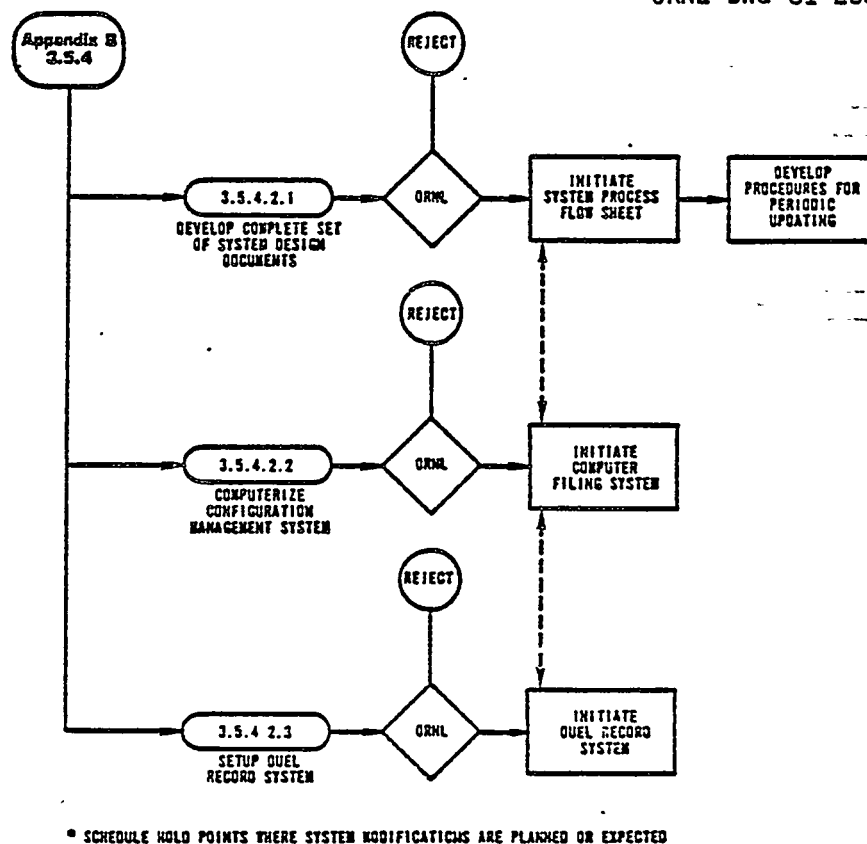 Appendix B
3.5.4
REJECT
3.5.4.2.1
DEVELOP COMPLETE SET
OF SYSTEM DESIGN
DOCUMENTS
ORNL
INITIATE
SYSTEM PROCESS
FLOW SHEET
DEVELOP
PROCEDURES FOR
PERIODIC
UPDATING
REJECT
3.5.4.2.2
COMPUTERIZE
CONFIGURATION
MANAGEMENT SYSTEM
ORNL
INITIATE
COMPUTER
FILING SYSTEM
REJECT
3.5.4 2.3
SETUP DUEL
RECORD SYSTEM
ORNL
INITIATE
DUEL RECORD
SYSTEM
* SCHEDULE HOLD POINTS WHERE SYSTEM MODIFICATIONS ARE PLANNED OR EXPECTED